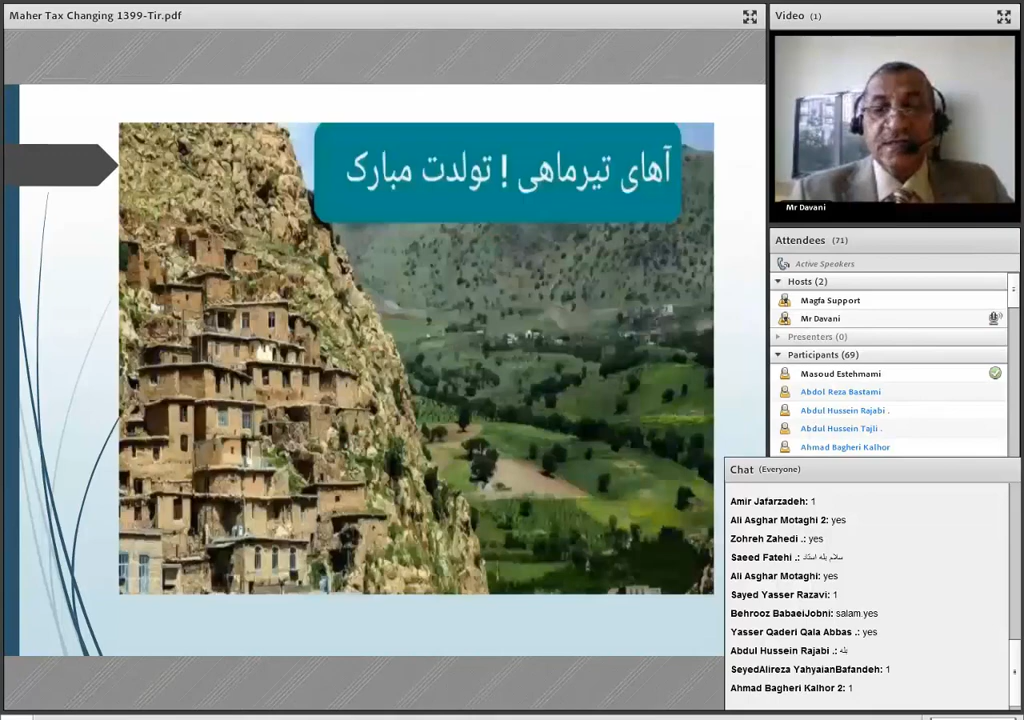 Maher Tax Changing 1399-Tir.pdf
آهای تیرماهی ! تولدت مبارک
Video (1)
Mr Davani
Attendees (71)
Active Speakers
Hosts (2)
Magfa Support
Mr Davani
Presenters (0)
Participants (69)
Masoud Estehmami
Abdol Reza Bastami
Abdul Hussein Rajabi .
Abdul Hussein Tajli .
Ahmad Bagheri Kalhor
Chat (Everyone)
Amir Jafarzadeh: 1
Ali Asghar Motaghi 2: yes
Zohreh Zahedi .: yes
Saeed Fatehi .: سلام بله استاد
Ali Asghar Motaghi: yes
Sayed Yasser Razavi: 1
Behrooz BabaeiJobni: salam.yes
Yasser Qaderi Qala Abbas .: yes
Abdul Hussein Rajabi .: بله
SeyedAlireza YahyaianBafandeh: 1
Ahmad Bagheri Kalhor 2: 1